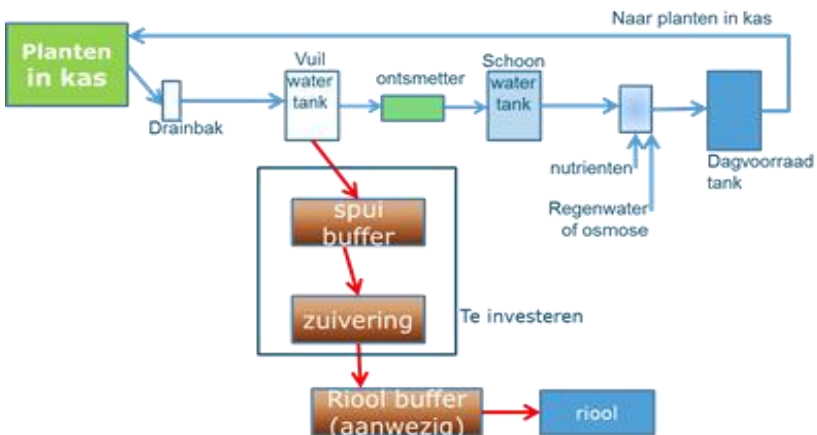 Naar planten in kas
Planten
in kas
Drainbak
Vuil
water
tank
ontsmetter
Schoon
water
tank
nutrienten
Regenwater
of osmose
Dagvoorraad
tank
spui
buffer
zuivering
Te investeren
Riool buffer
(aanwezig)
riool